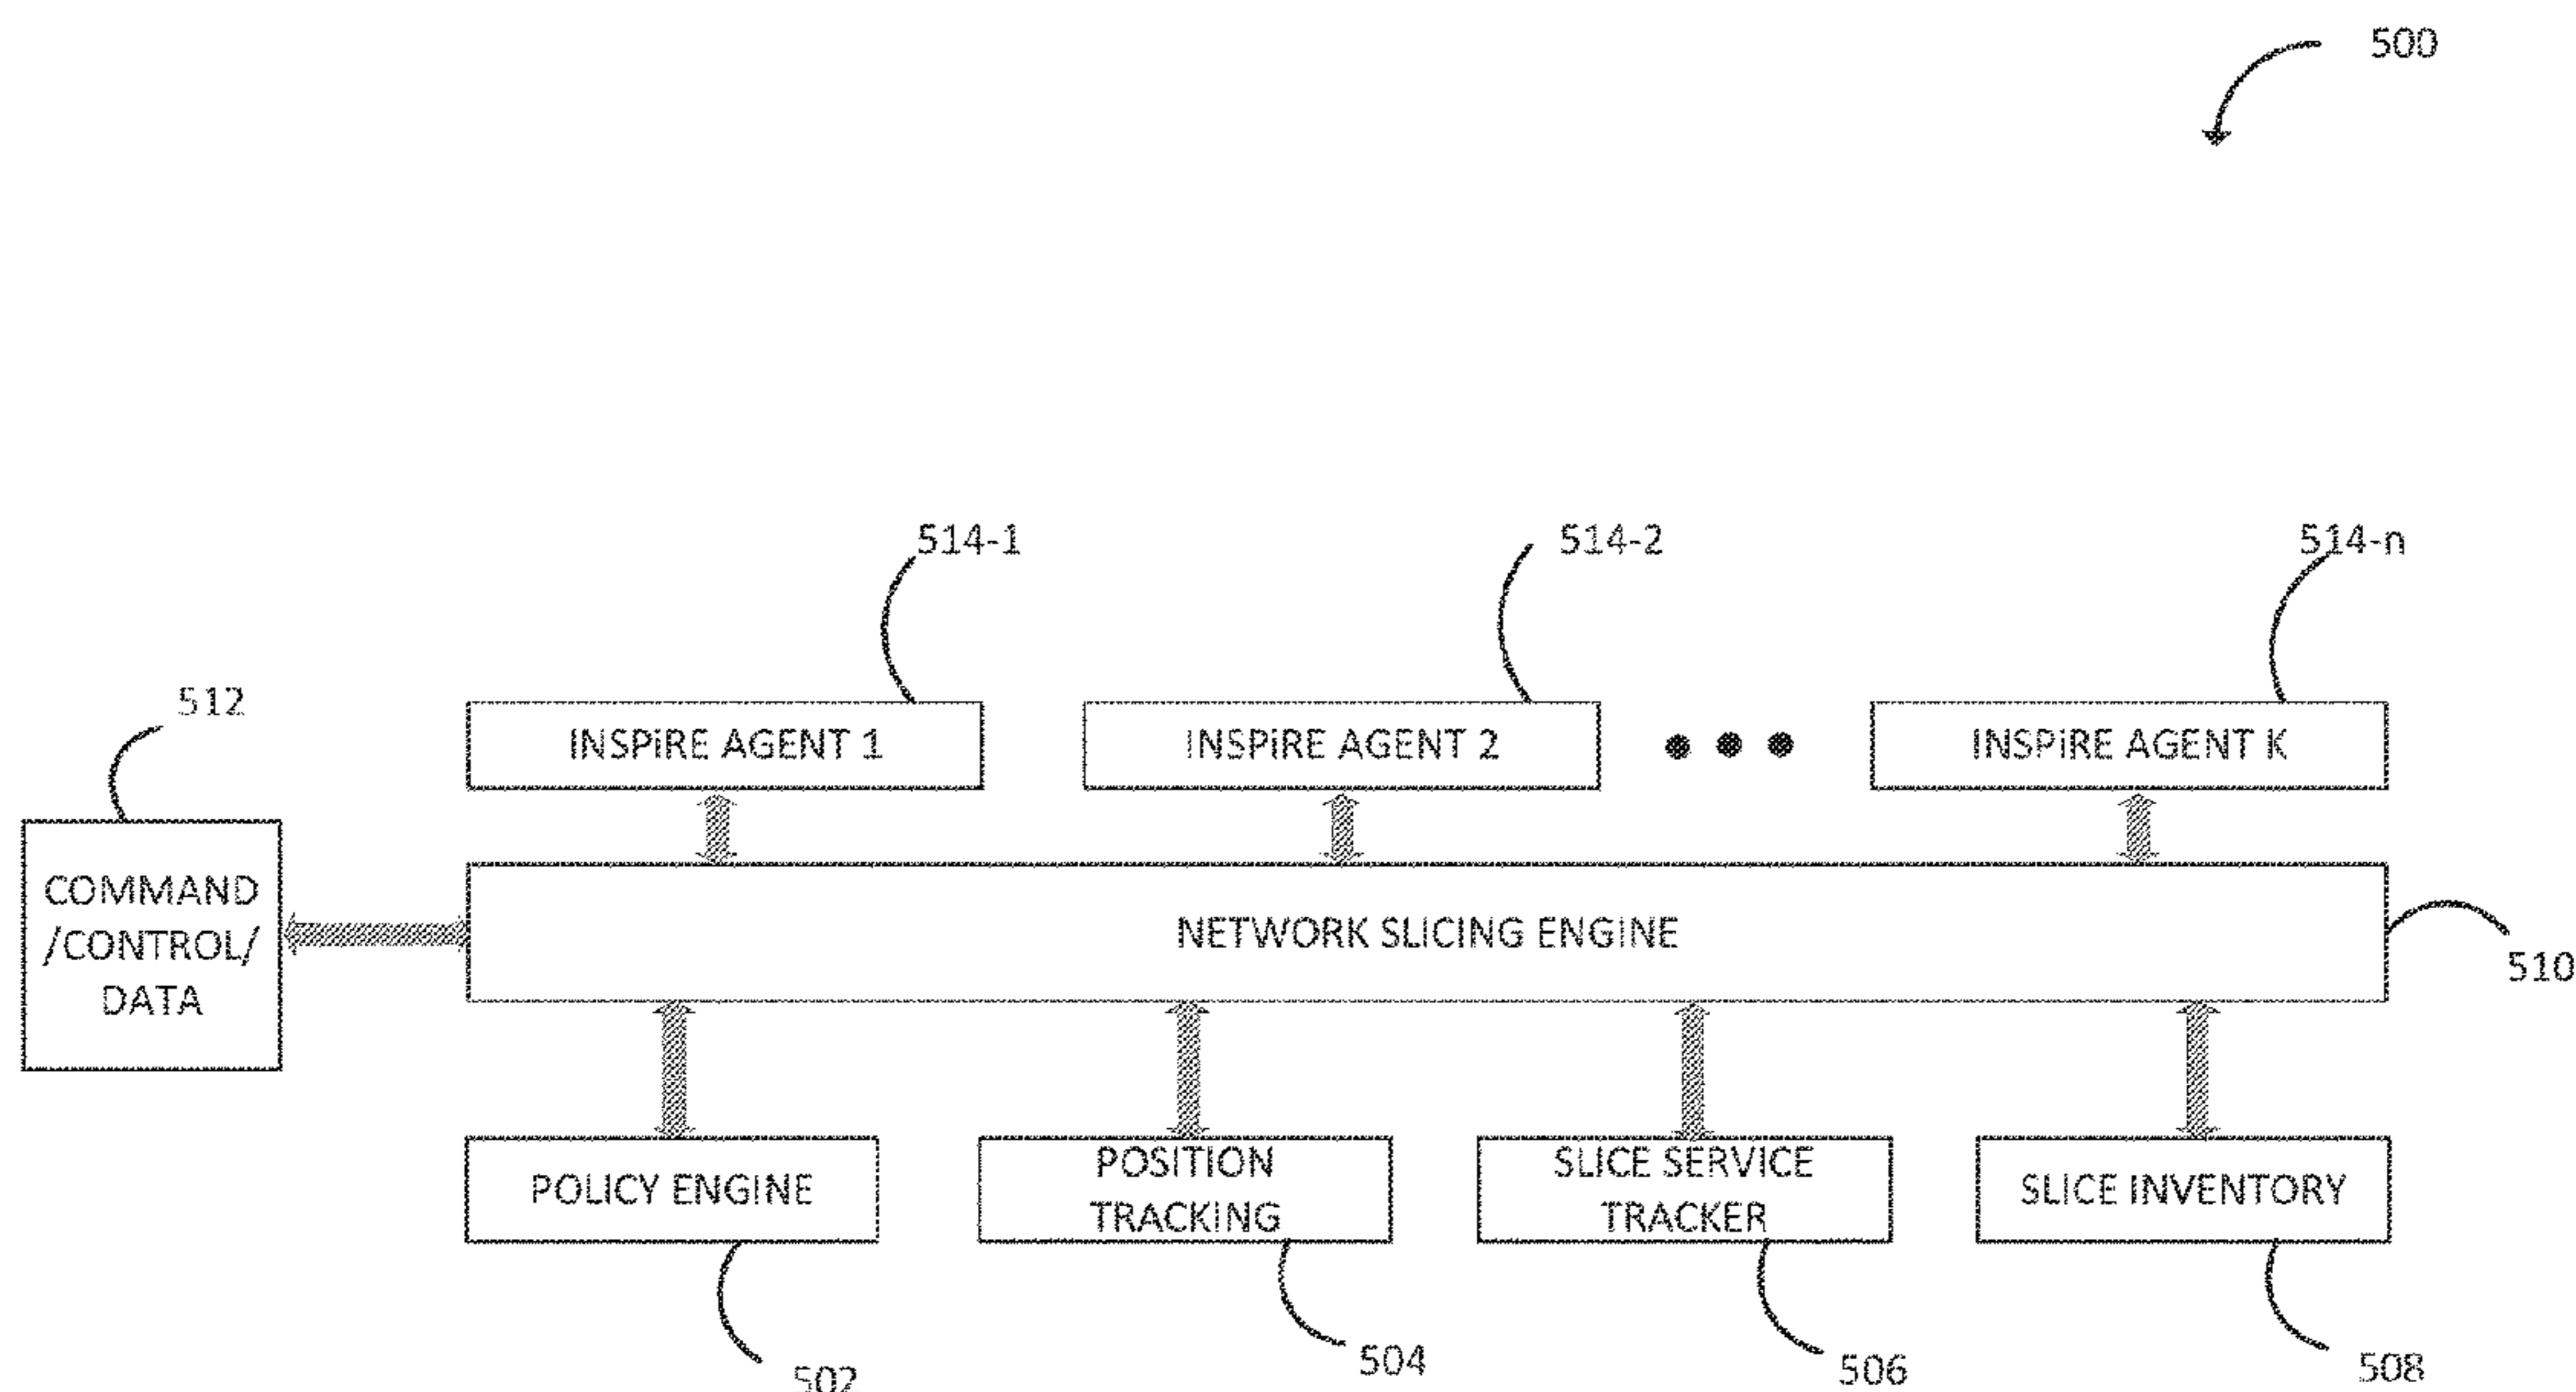 500
514-1
514-2
514-n
512
INSPiRE AGENT 1
INSPiRE AGENT 2
INSPiRE AGENT K
COMMAND
/CONTROL/
DATA
NETWORK SLICING ENGINE
510
POLICY ENGINE
POSITION
TRACKING
SLICE SERVICE
TRACKER
SLICE INVENTORY
502
504
506
508